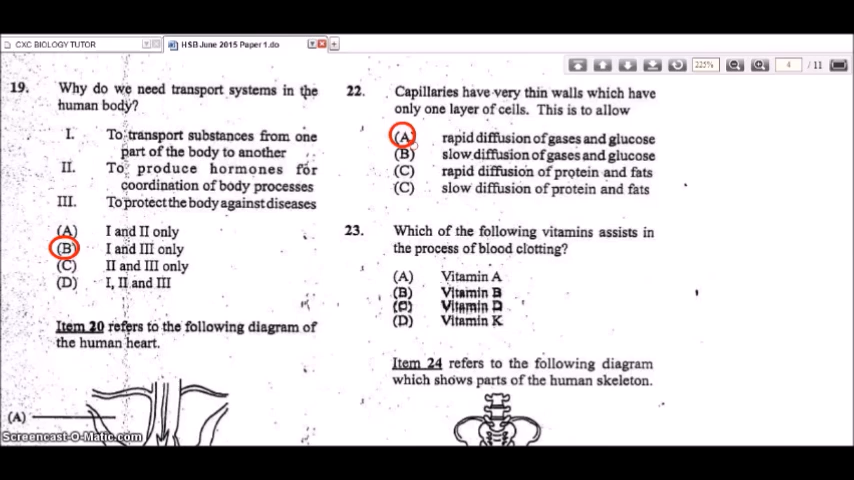 CXC BIOLOGY TUTOR
HSB June 2015 Paper 1.do
225%
4
/ 11
19. Why do we need transport systems in the
human body?
I. To transport substances from one
part of the body to another
II. To produce hormones for
coordination of body processes
III. To protect the body against diseases
(A) I and II only
(B) I and III only
(C) II and III only
(D) I, II and III
Item 20 refers to the following diagram of
the human heart.
(A)
22. Capillaries have very thin walls which have
only one layer of cells. This is to allow
(A) rapid diffusion of gases and glucose
(B) slow diffusion of gases and glucose
(C) rapid diffusion of protein and fats
(C) slow diffusion of protein and fats
23. Which of the following vitamins assists in
the process of blood clotting?
(A) Vitamin A
(B) Vitamin B
(C) Vitamin D
(D) Vitamin K
Item 24 refers to the following diagram
which shows parts of the human skeleton.
Screencast-O-Matic.com